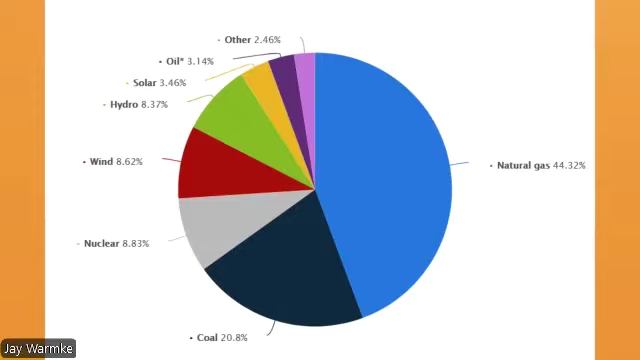 Other 2.46%
Oil* 3.14%
Solar 3.46%
Hydro 8.37%
Natural gas 44.32%
Wind 8.62%
Nuclear 8.83%
Coal 20.8%
Jay Warmke